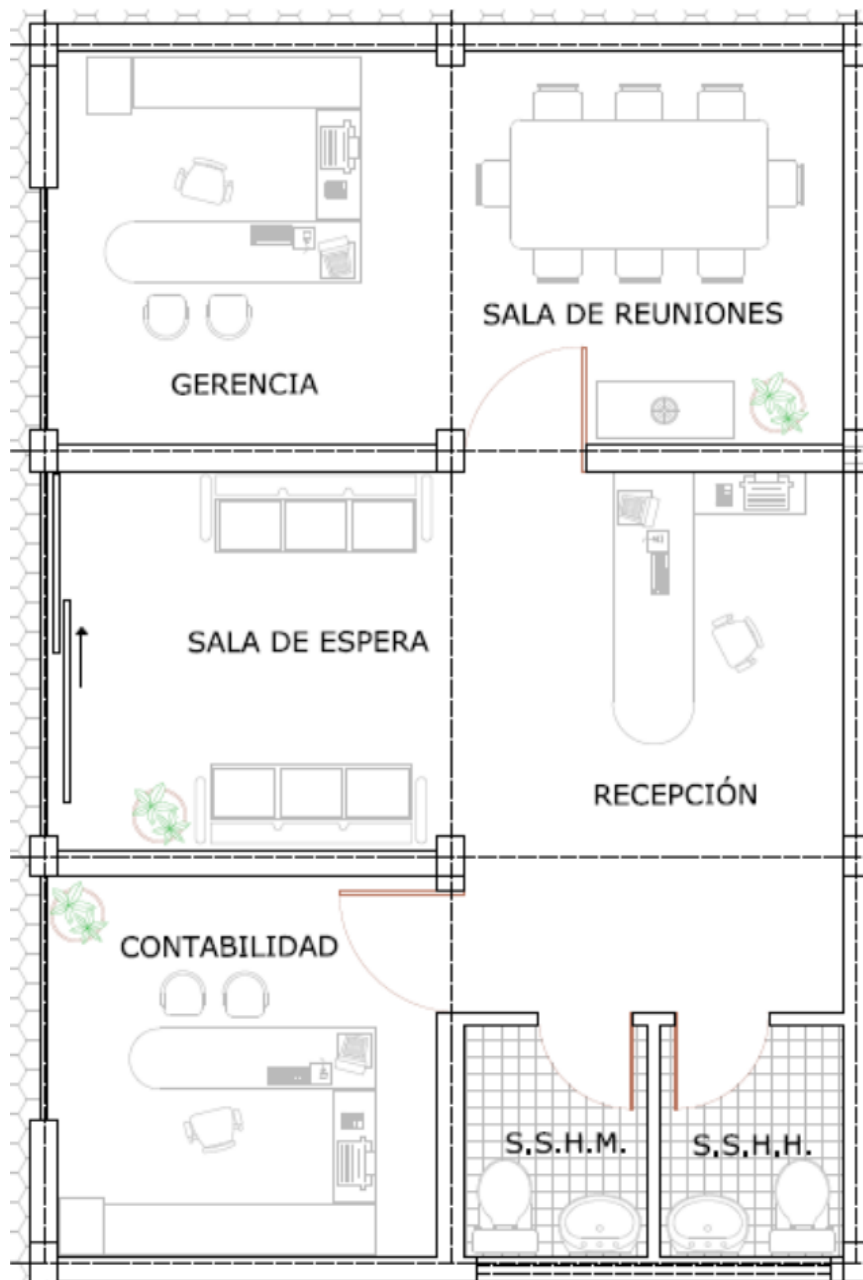 SALA DE REUNIONES
GERENCIA
SALA DE ESPERA
RECEPCIÓN
CONTABILIDAD
S.S.H.M.
S.S.H.H.